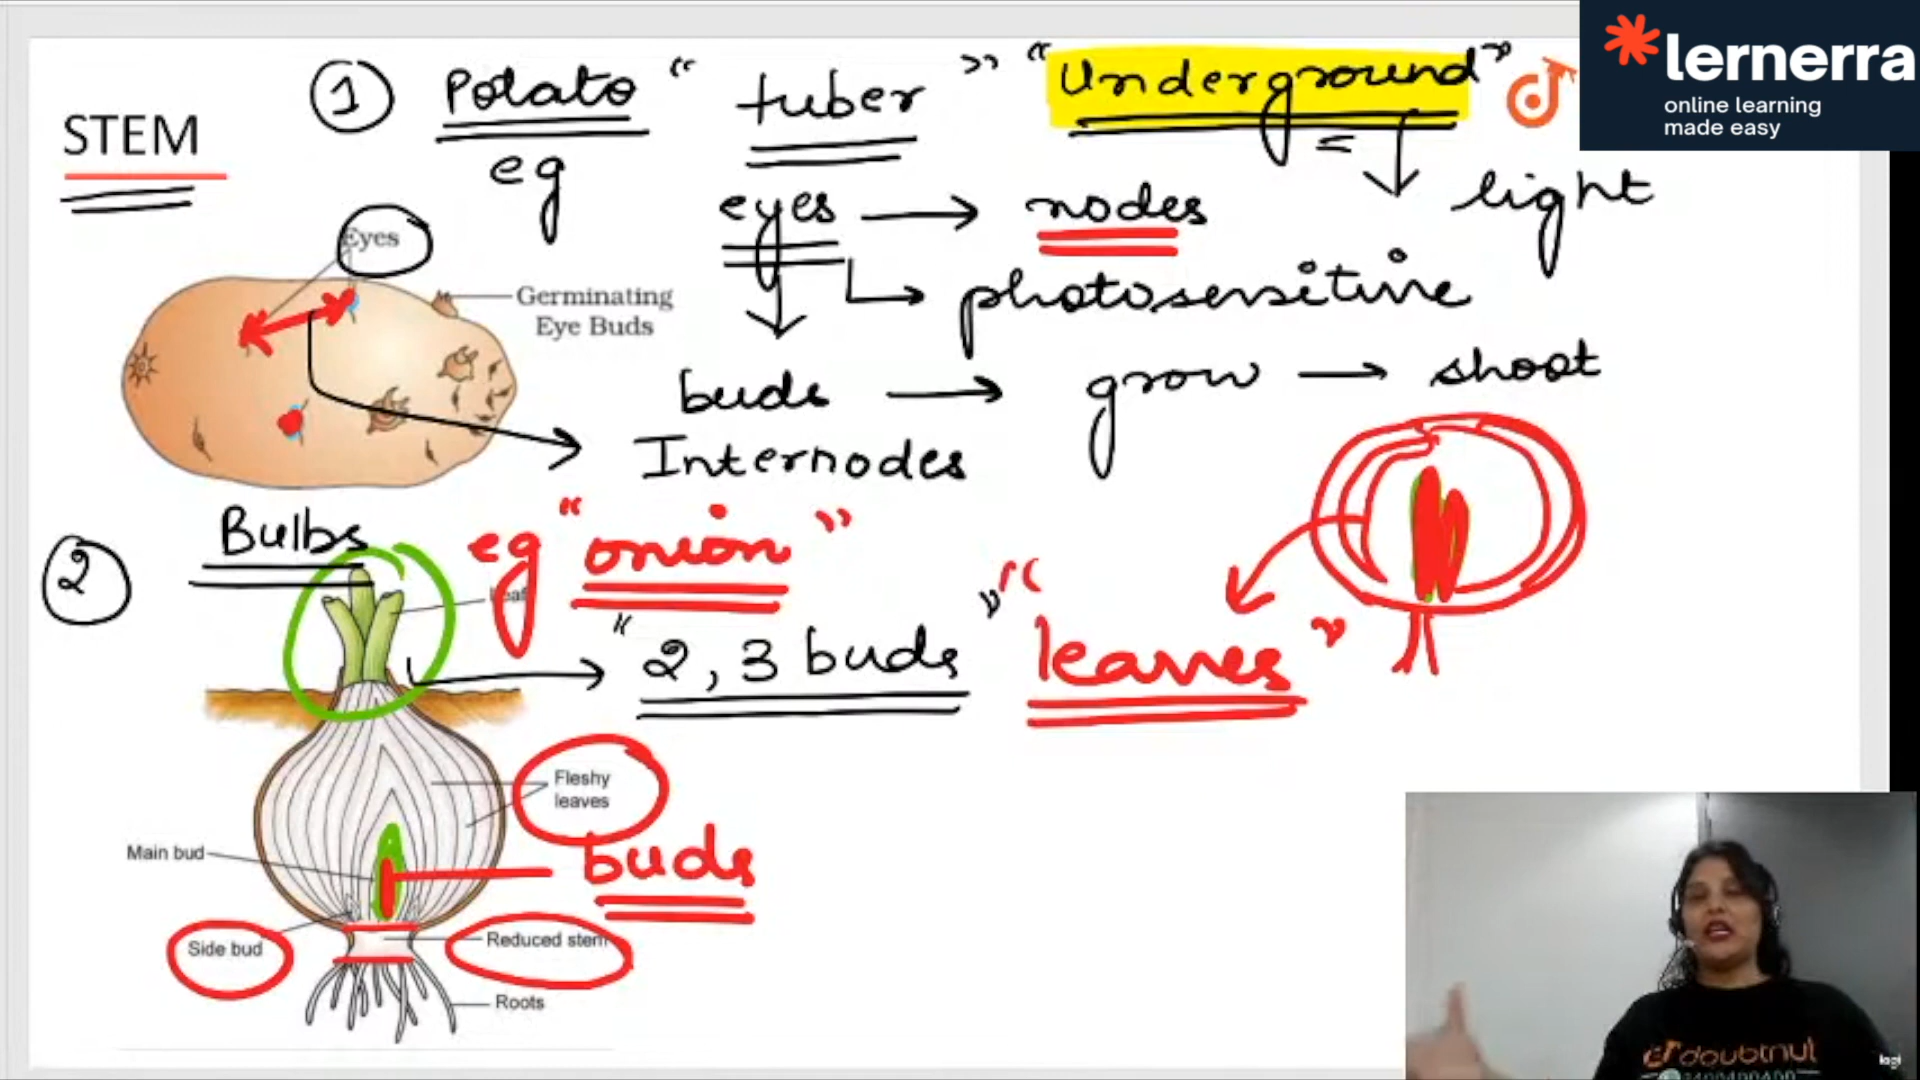 lernerra
online learning
made easy
STEM
① Potato “ tuber ” “ Underground ”
eg
light
Eyes
eyes → nodes
Germinating
Eye Buds
photosensitive
buds → grow → shoot
Internodes
② Bulbs
eg “ onion ”
Leaf
“ 2, 3 buds ” “ leaves ”
Fleshy
leaves
Main bud
buds
Side bud
Reduced stem
Roots
doubtnut
logi